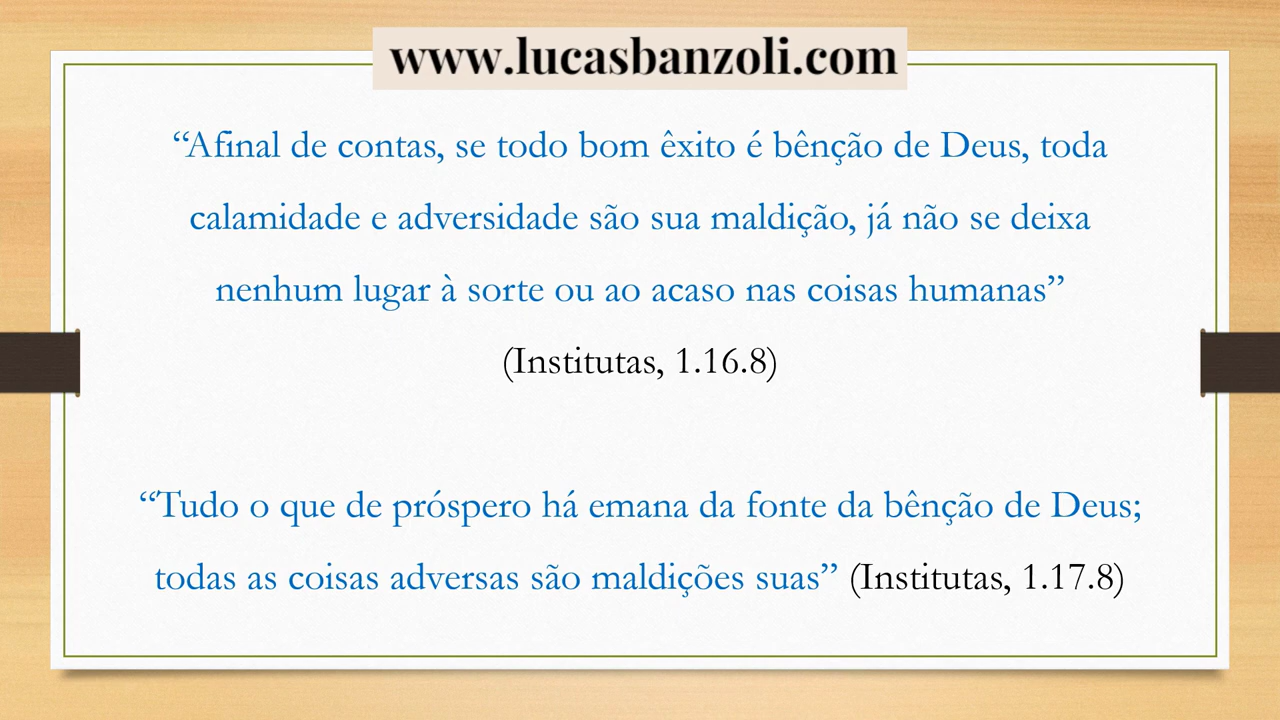 www.lucasbanzoli.com
“Afinal de contas, se todo bom êxito é bênção de Deus, toda
calamidade e adversidade são sua maldição, já não se deixa
nenhum lugar à sorte ou ao acaso nas coisas humanas”
(Institutas, 1.16.8)
“Tudo o que de próspero há emana da fonte da bênção de Deus;
todas as coisas adversas são maldições suas” (Institutas, 1.17.8)